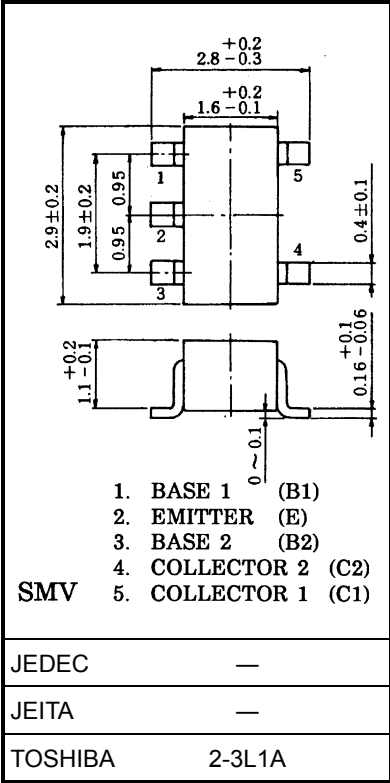 +0.2
2.8 −0.3
+0.2
1.6 −0.1
2.9±0.2
1.9±0.2
0.95
0.95
1
2
3
5
4
0.4±0.1
+0.2
1.1−0.1
+0.1
0.16−0.06
0 ~ 0.1
1. BASE 1 (B1)
2. EMITTER (E)
3. BASE 2 (B2)
4. COLLECTOR 2 (C2)
SMV 5. COLLECTOR 1 (C1)
JEDEC —
JEITA —
TOSHIBA 2-3L1A